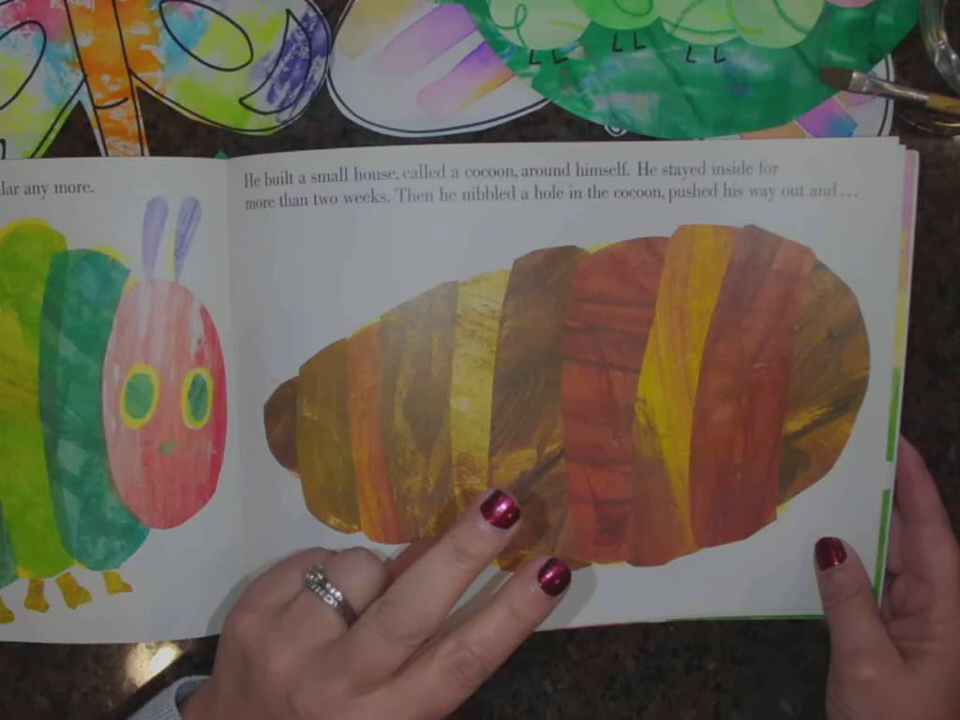 lar any more.
He built a small house, called a cocoon, around himself. He stayed inside for
more than two weeks. Then he nibbled a hole in the cocoon, pushed his way out and . . .